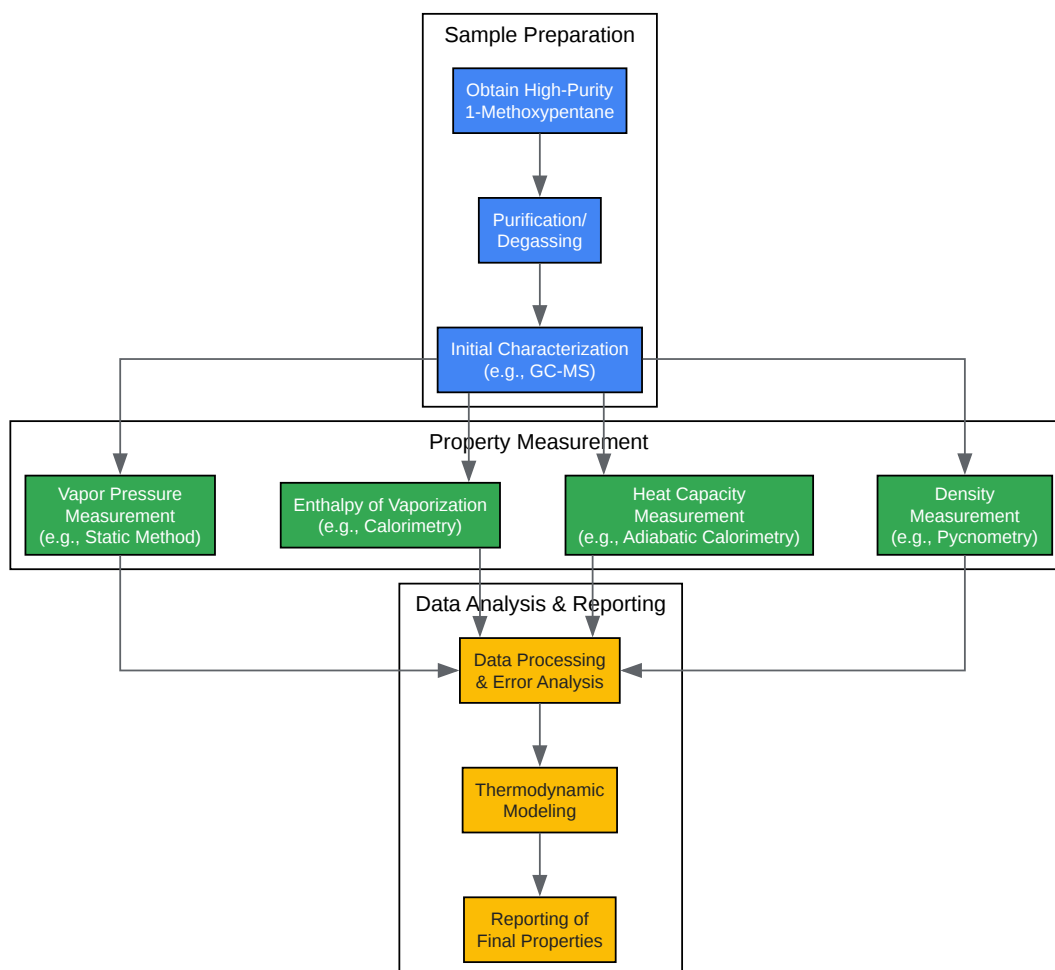 Sample Preparation
Obtain High-Purity
1-Methoxypentane
Purification/
Degassing
Initial Characterization
(e.g., GC-MS)
Property Measurement
Vapor Pressure
Measurement
(e.g., Static Method)
Enthalpy of Vaporization
(e.g., Calorimetry)
Heat Capacity
Measurement
(e.g., Adiabatic Calorimetry)
Density
Measurement
(e.g., Pycnometry)
Data Analysis & Reporting
Data Processing
& Error Analysis
Thermodynamic
Modeling
Reporting of
Final Properties